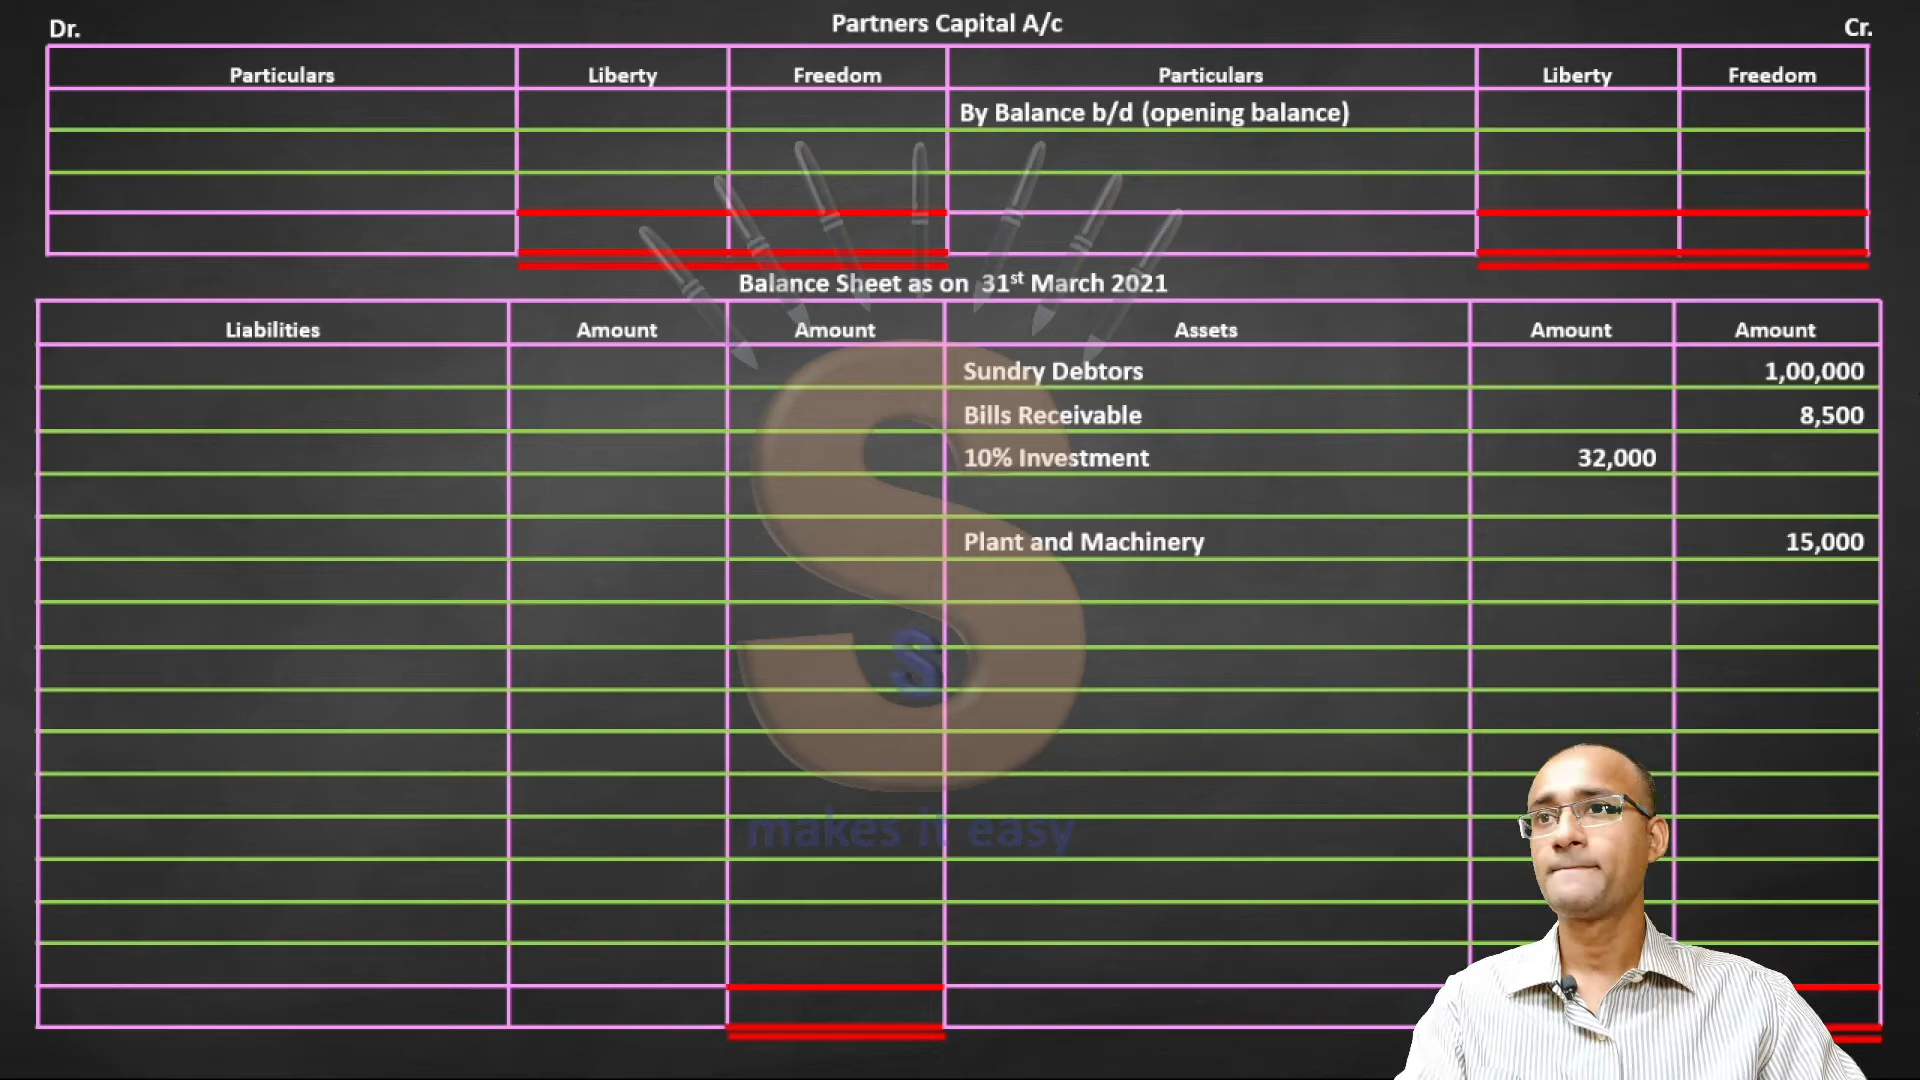 Dr.
Partners Capital A/c
Cr.
Particulars Liberty Freedom Particulars Liberty Freedom
By Balance b/d (opening balance)
Balance Sheet as on 31st March 2021
Liabilities Amount Amount Assets Amount Amount
Sundry Debtors 1,00,000
Bills Receivable 8,500
10% Investment 32,000
Plant and Machinery 15,000
S
S
makes it easy